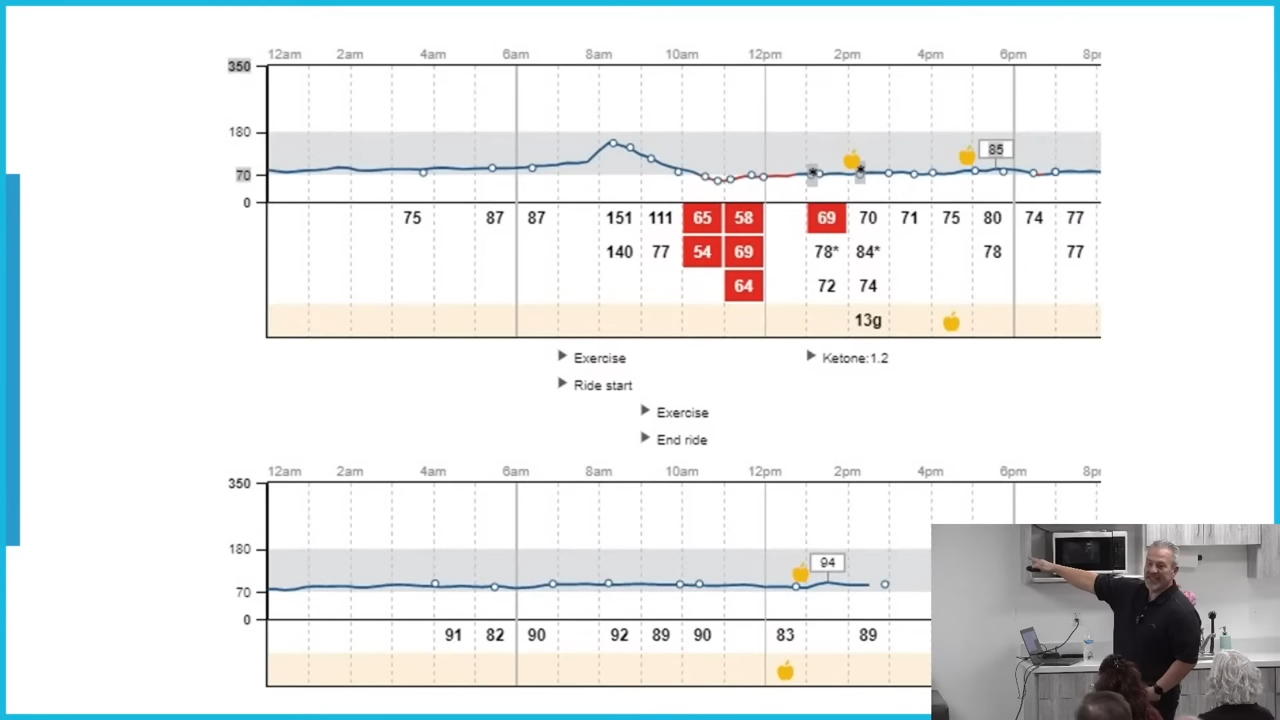 12am 2am 4am 6am 8am 10am 12pm 2pm 4pm 6pm 8p
350
180
85
70
0
75 87 87 151 111 65 58 69 70 71 75 80 74 77
140 77 54 69 78* 84* 78 77
64 72 74
13g
Exercise Ketone:1.2
Ride start
Exercise
End ride
12am 2am 4am 6am 8am 10am 12pm 2pm 4pm 6pm 8p
350
180
94
70
0
91 82 90 92 89 90 83 89